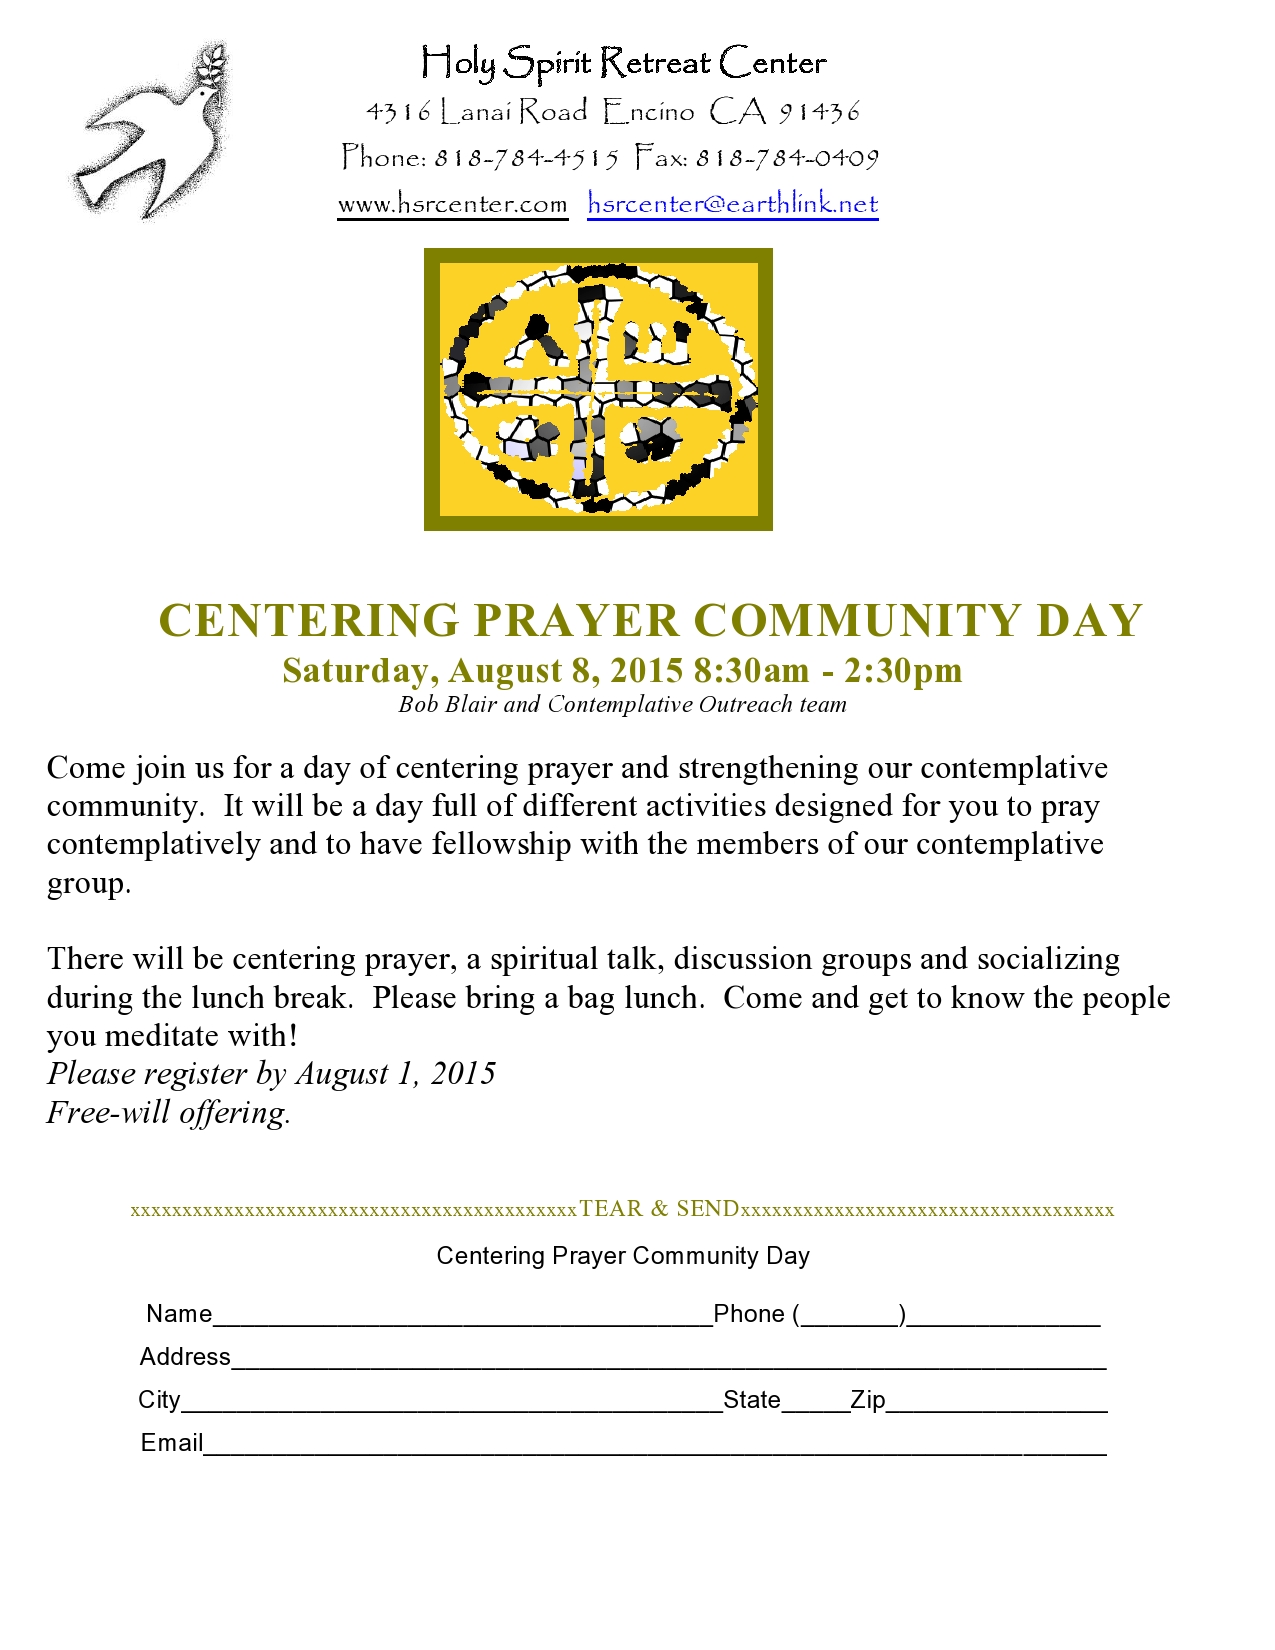 Holy Spirit Retreat Center
4316 Lanai Road Encino CA 91436
Phone: 818-784-4515 Fax: 818-784-0409
www.hsrcenter.com hsrcenter@earthlink.net
CENTERING PRAYER COMMUNITY DAY
Saturday, August 8, 2015 8:30am - 2:30pm
Bob Blair and Contemplative Outreach team
Come join us for a day of centering prayer and strengthening our contemplative
community.  It will be a day full of different activities designed for you to pray
contemplatively and to have fellowship with the members of our contemplative
group.
There will be centering prayer, a spiritual talk, discussion groups and socializing
during the lunch break.  Please bring a bag lunch.  Come and get to know the people
you meditate with!
Please register by August 1, 2015
Free-will offering.
xxxxxxxxxxxxxxxxxxxxxxxxxxxxxxxxxxxxxxxxxxxTEAR & SENDxxxxxxxxxxxxxxxxxxxxxxxxxxxxxxxxxxxx
Centering Prayer Community Day
Name____________________________________Phone (_______)______________
Address_______________________________________________________________
City_______________________________________State_____Zip________________
Email_________________________________________________________________